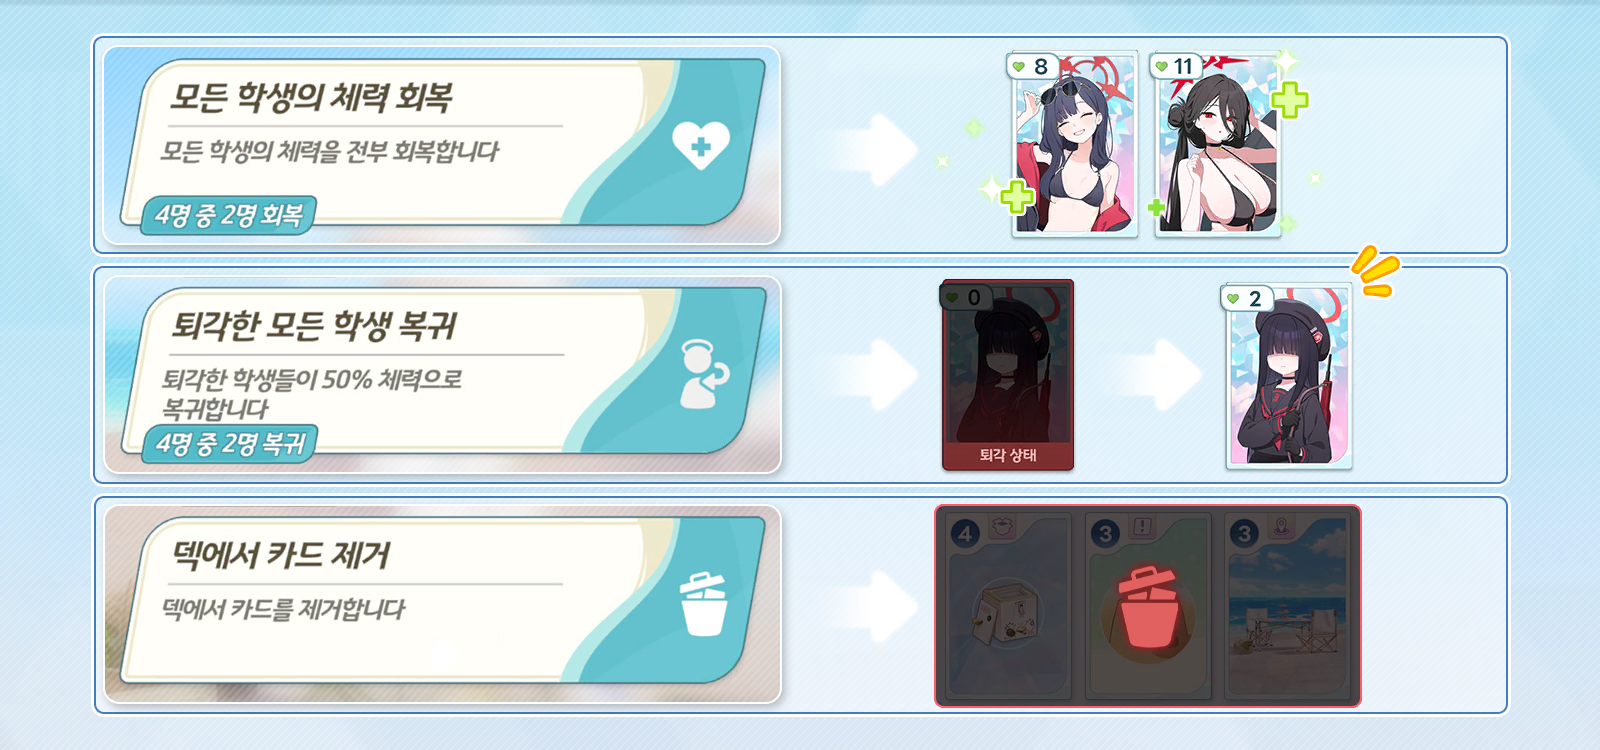 모든 학생의 체력 회복
모든 학생의 체력을 전부 회복합니다
4명 중 2명 회복
8
11
퇴각한 모든 학생 복귀
퇴각한 학생들이 50% 체력으로
복귀합니다
4명 중 2명 복귀
0
퇴각 상태
2
덱에서 카드 제거
덱에서 카드를 제거합니다
4
3
3